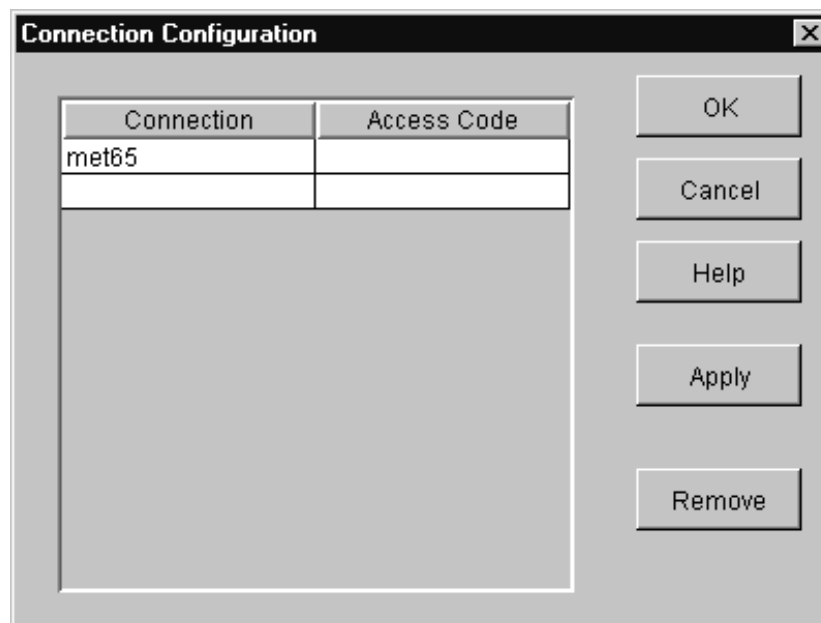 Connection Configuration
Connection Access Code
met65
OK
Cancel
Help
Apply
Remove